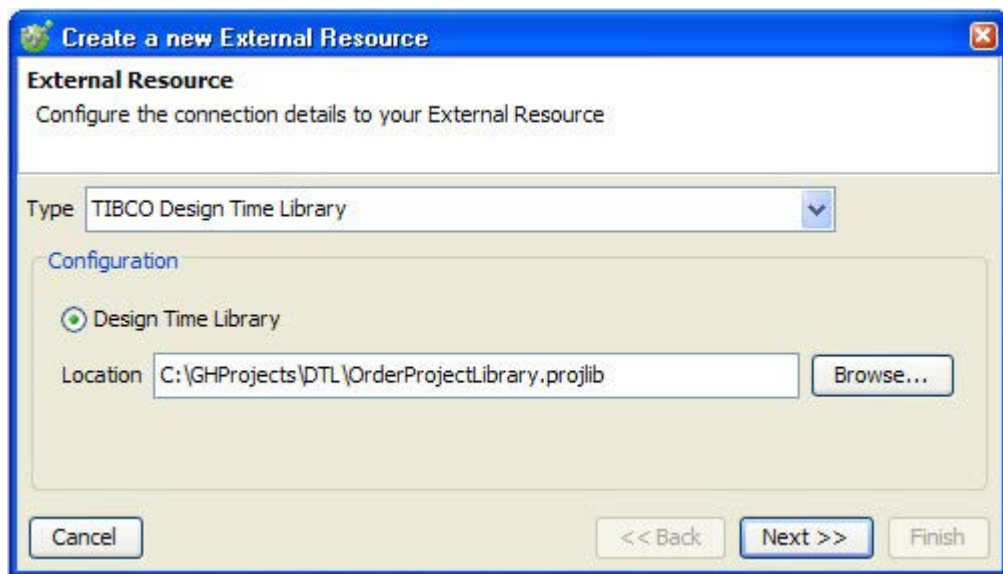 Create a new External Resource
External Resource
Configure the connection details to your External Resource
Type TIBCO Design Time Library
Configuration
Design Time Library
Location C:\GHProjects\DTL\OrderProjectLibrary.projlib Browse...
Cancel << Back Next >> Finish